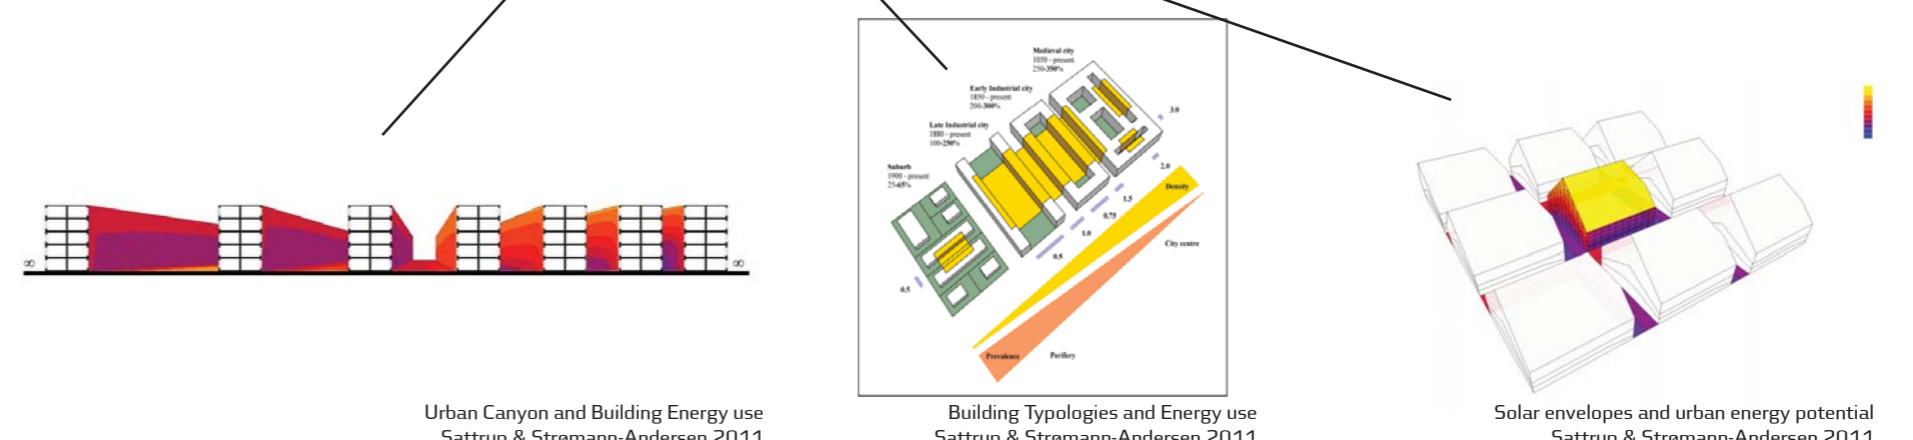 ∞
∞
Medieval city
1050 - present
250-350%
Early Industrial city
1850 - present
200-300%
Late Industrial city
1880 - present
100-250%
Suburb
1900 - present
25-65%
3.0
2.0
1.5
0.75
1.0
0.5
0.5
Density
City centre
Prevalence
Perifery
Urban Canyon and Building Energy use
Sattrup & Strømann-Andersen 2011
Building Typologies and Energy use
Sattrup & Strømann-Andersen 2011
Solar envelopes and urban energy potential
Sattrup & Strømann-Andersen 2011